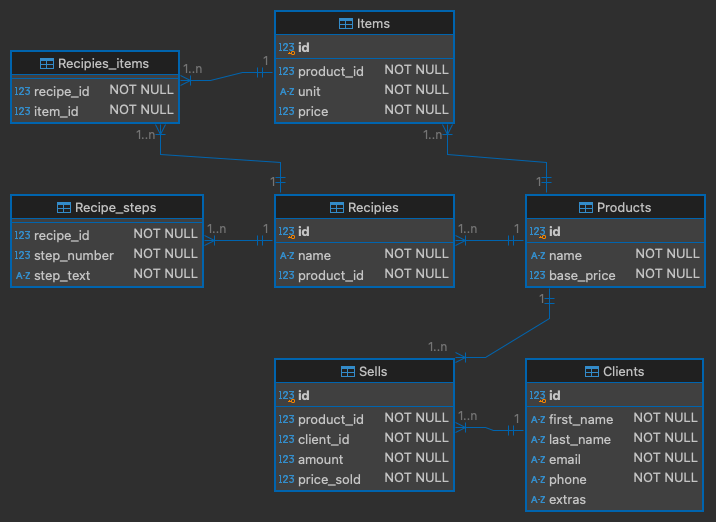 Items
123 id
123 product_id NOT NULL
A-Z unit NOT NULL
123 price NOT NULL
Recipies_items
123 recipe_id NOT NULL
123 item_id NOT NULL
1..n
1
1..n
1..n
1
1
Recipe_steps
123 recipe_id NOT NULL
123 step_number NOT NULL
A-Z step_text NOT NULL
1..n
1
Recipies
123 id
A-Z name NOT NULL
123 product_id NOT NULL
1..n
1
Products
123 id
A-Z name NOT NULL
123 base_price NOT NULL
1
1..n
Sells
123 id
123 product_id NOT NULL
123 client_id NOT NULL
123 amount NOT NULL
123 price_sold NOT NULL
1..n
1
Clients
123 id
A-Z first_name NOT NULL
A-Z last_name NOT NULL
A-Z email NOT NULL
A-Z phone NOT NULL
A-Z extras